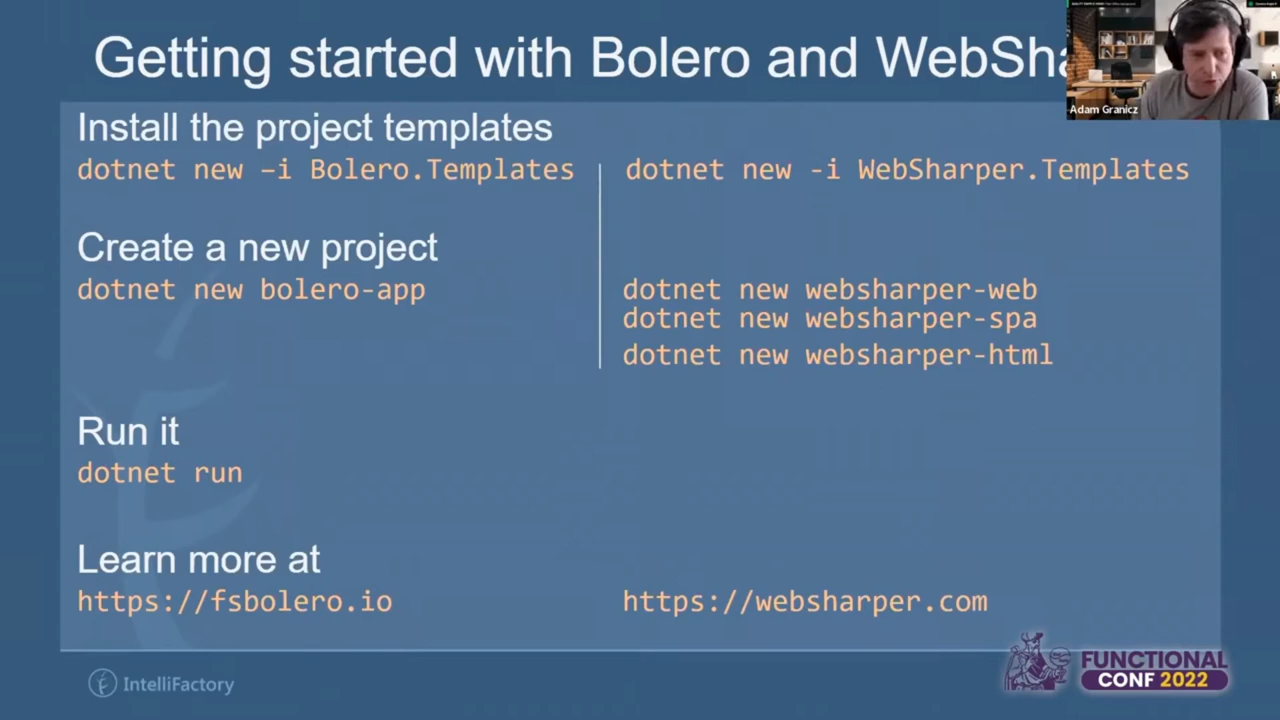 Getting started with Bolero and WebSha
Adam Granicz
Install the project templates
dotnet new –i Bolero.Templates
dotnet new -i WebSharper.Templates
Create a new project
dotnet new bolero-app
dotnet new websharper-web
dotnet new websharper-spa
dotnet new websharper-html
Run it
dotnet run
Learn more at
https://fsbolero.io
https://websharper.com
IntelliFactory
FUNCTIONAL
CONF 2022